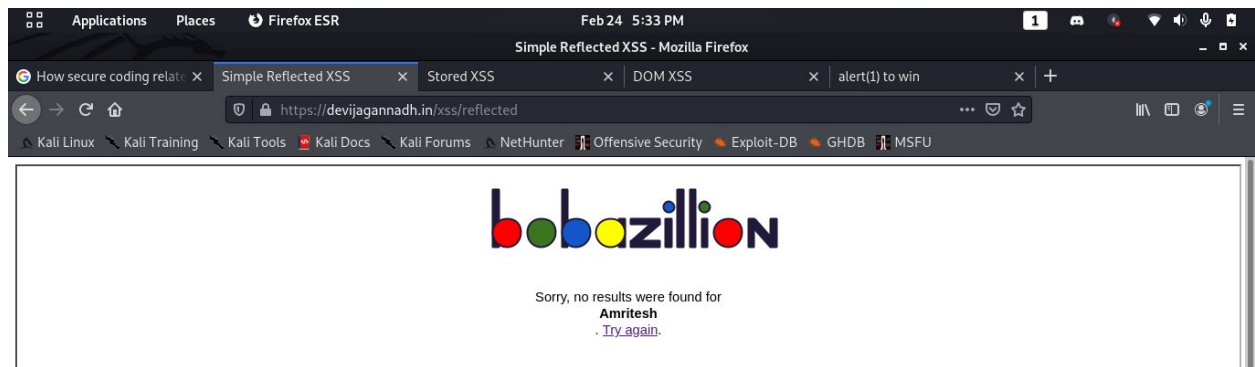 Applications Places Firefox ESR Feb 24 5:33 PM 1
Simple Reflected XSS - Mozilla Firefox
How secure coding relate Simple Reflected XSS Stored XSS DOM XSS alert(1) to win
https://devijagannadh.in/xss/reflected
Kali Linux Kali Training Kali Tools Kali Docs Kali Forums NetHunter Offensive Security Exploit-DB GHDB MSFU
bobazillion
Sorry, no results were found for
Amritesh
. Try again.